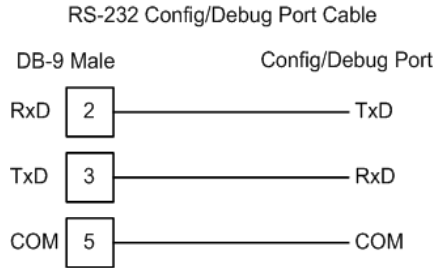 RS-232 Config/Debug Port Cable
DB-9 Male Config/Debug Port
RxD 2 TxD
TxD 3 RxD
COM 5 COM